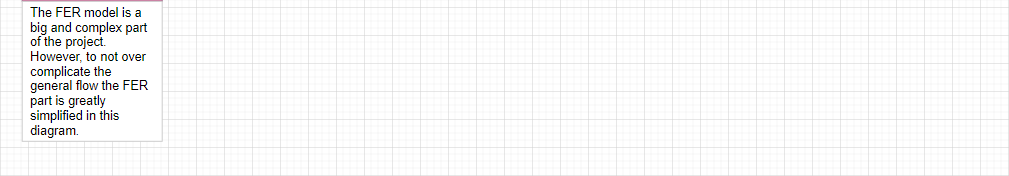 The FER model is a
big and complex part
of the project.
However, to not over
complicate the
general flow the FER
part is greatly
simplified in this
diagram.